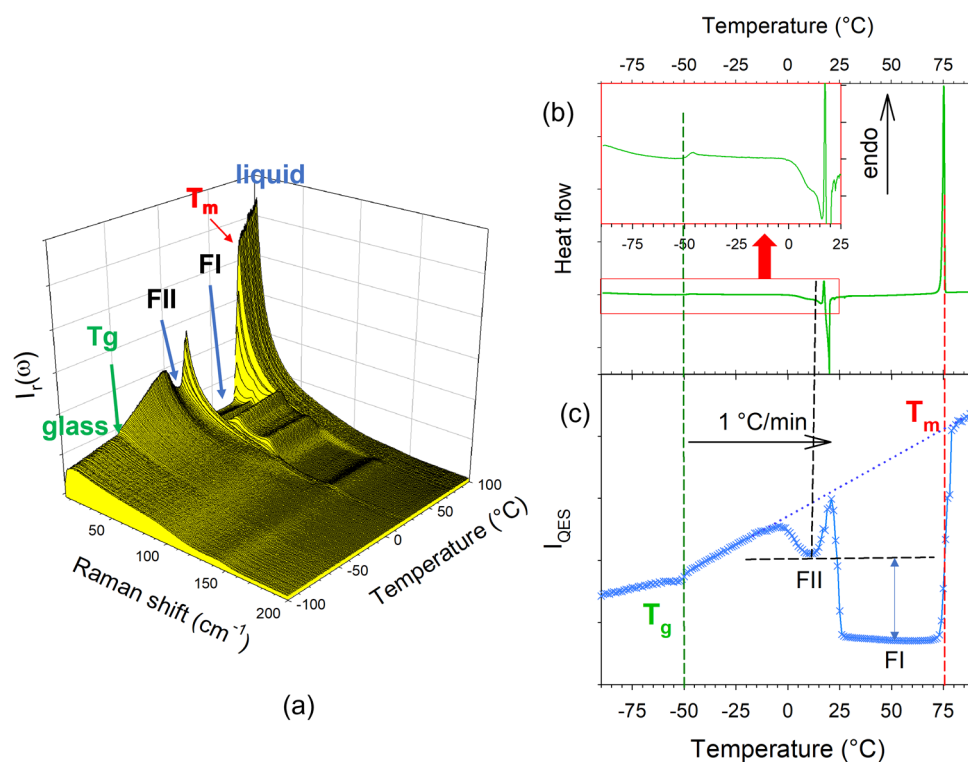 liquid
Tm
FI
FII
Tg
glass
Ir(ω)
50
100
150
200
Raman shift (cm-1)
-100
-50
0
50
100
Temperature (°C)
(a)
Temperature (°C)
-75 -50 -25 0 25 50 75
(b)
endo
Heat flow
-75 -50 -25 0 25
(c)
1 °C/min
Tm
IQES
FII
Tg
FI
-75 -50 -25 0 25 50 75
Temperature (°C)